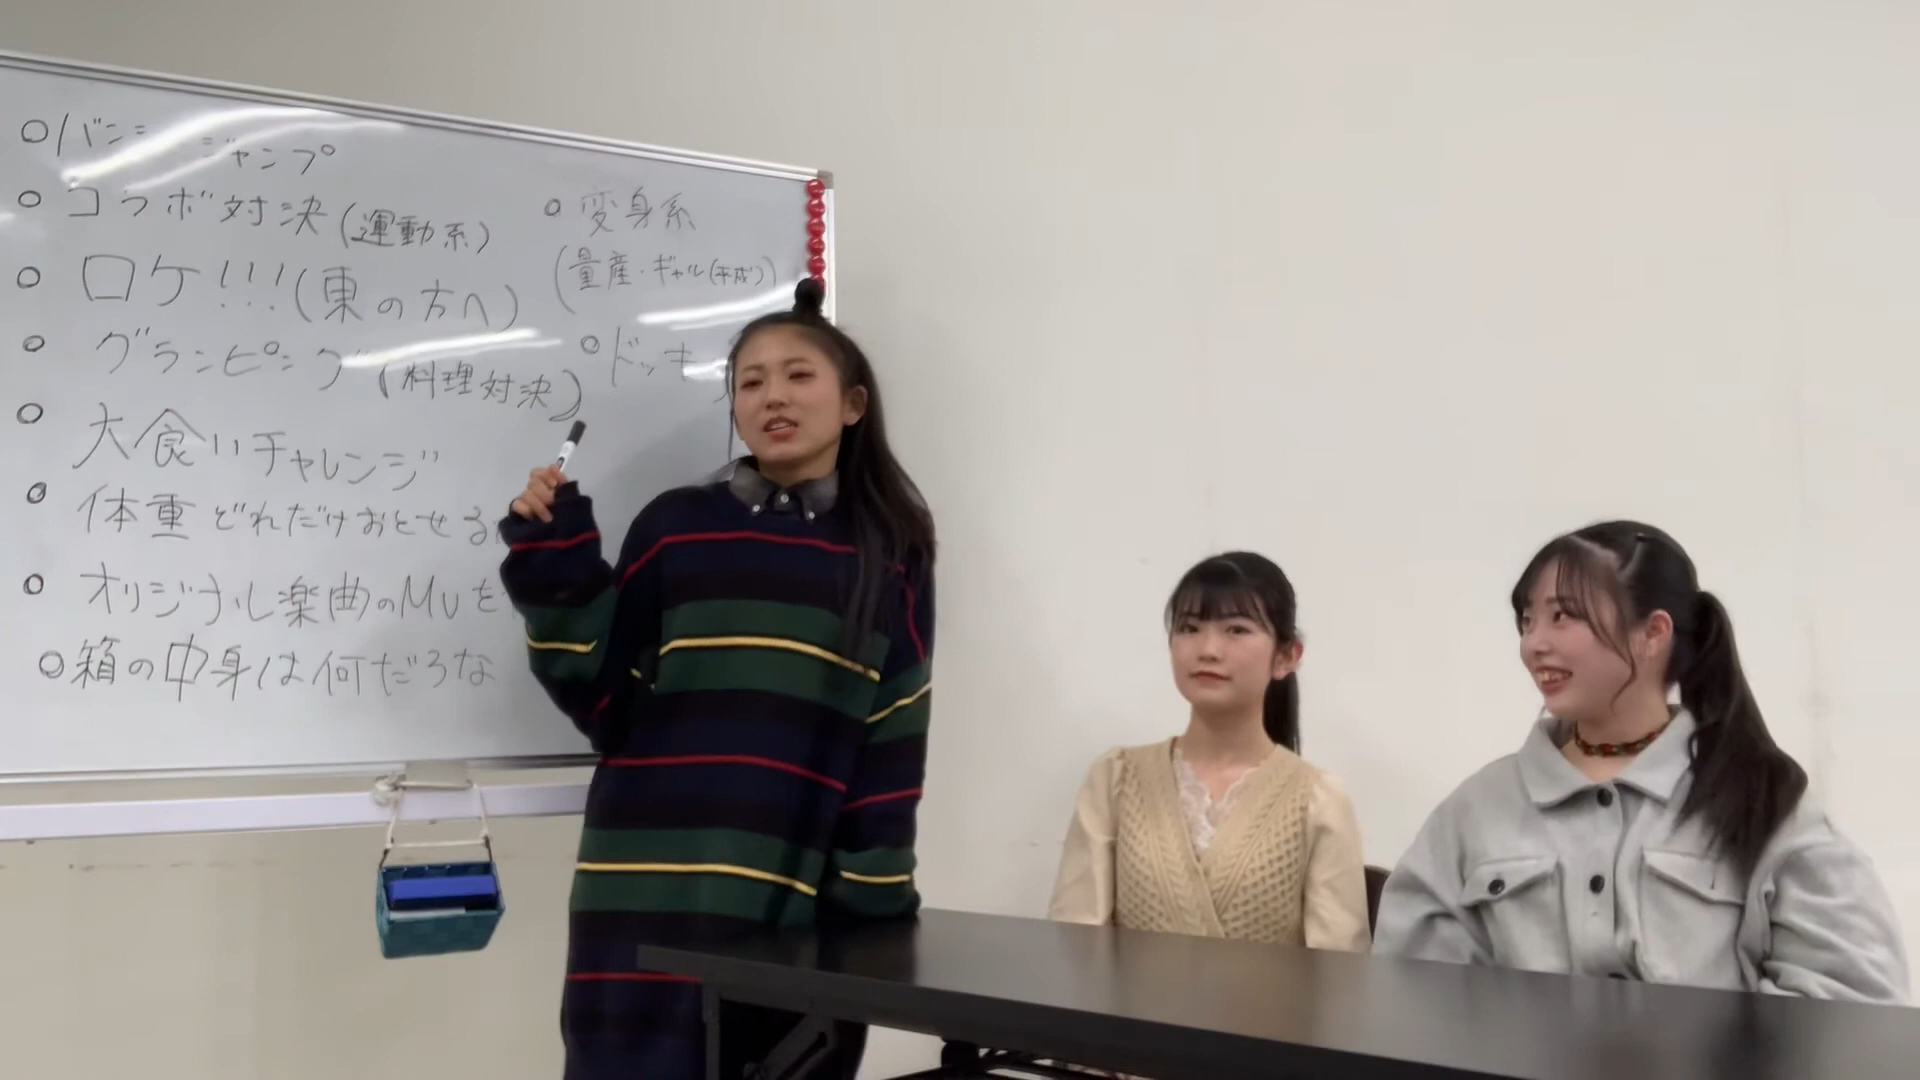 ○バンジージャンプ
○コラボ対決(運動系)
○ロケ!!!(東の方へ)
○グランピング(料理対決)
○大食いチャレンジ
○体重どれだけおとせる
○オリジナル楽曲のMVを
○箱の中身は何だろな
○変身系
(量産・ギャル(平成))
○ドッキ